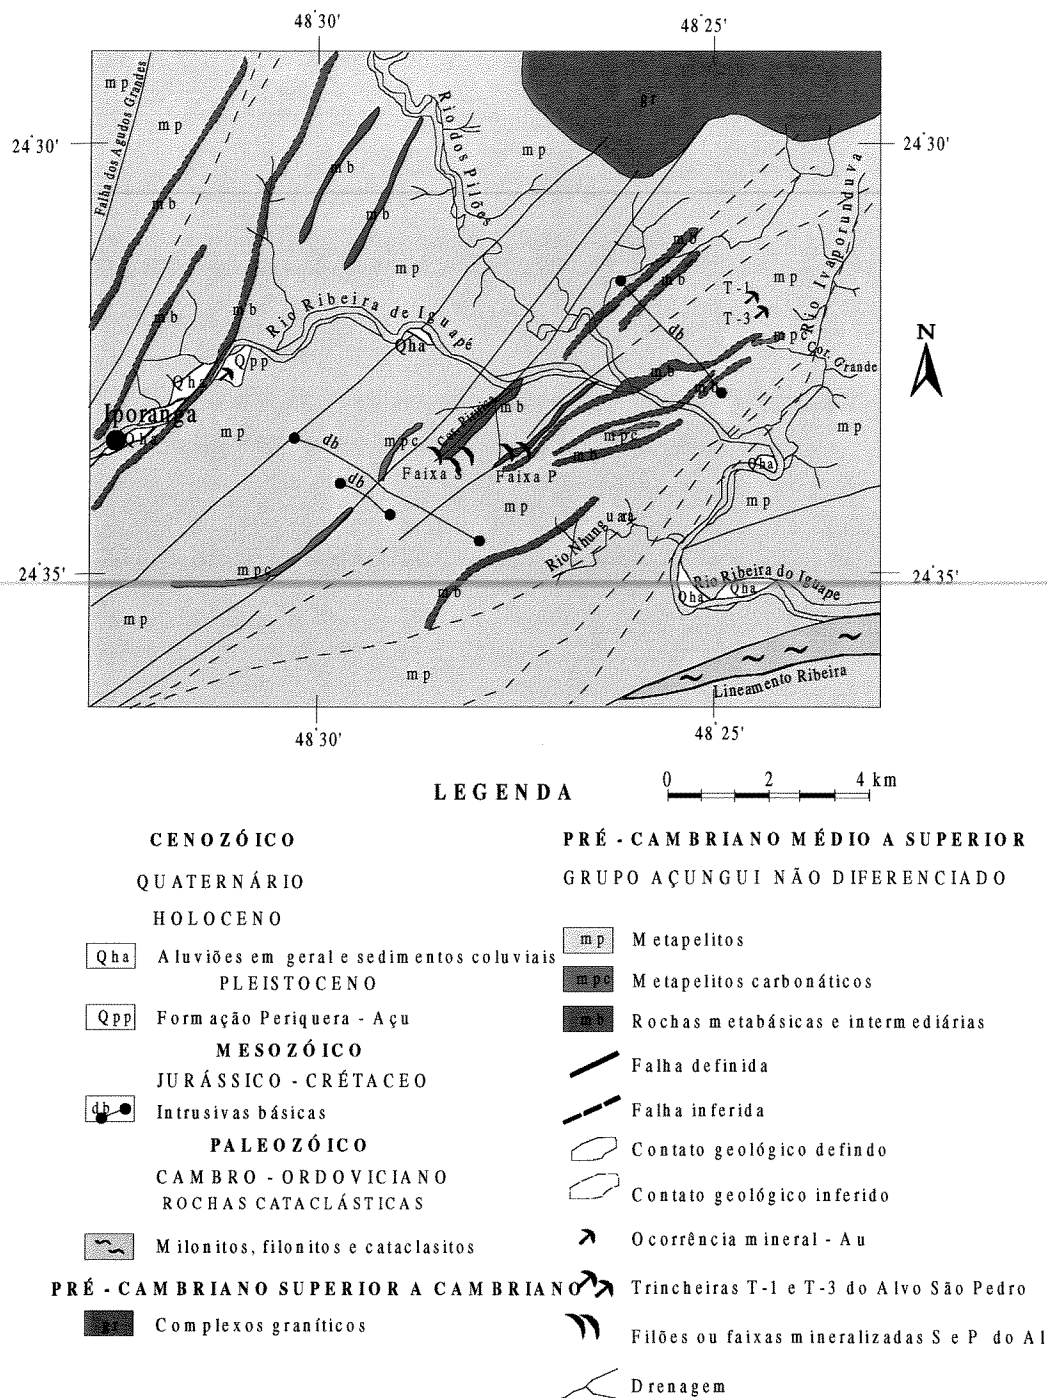 48°30'
48°25'
24°30'
24°30'
mp
Falha dos Agudos Grandes
mp
gr
Rio dos Pilões
mp
mb
mb
mb
mp
Rio Ivaporunduva
mb
mb
mp
T-1
T-3
db
mpc
Cor. Grande
mb
mb
Rio Ribeira de Iguapé
Qha
Qpp
Qha
Iporanga
Qha
mp
N
mb
mb
mb
mpc
mb
db
mpc
Faixa S
Faixa P
db
mp
Qha
mp
Rio Nhunguara
mpc
24°35'
24°35'
Rio Ribeira do Iguape
Qha
Qha
mb
mp
mp
Lineamento Ribeira
48°30'
48°25'
LEGENDA
0 2 4 km
CENOZÓICO
QUATERNÁRIO
HOLOCENO
Qha Aluviões em geral e sedimentos coluviais
PLEISTOCENO
Qpp Formação Periquera - Açu
MESOZÓICO
JURÁSSICO - CRÉTACEO
db Intrusivas básicas
PALEOZÓICO
CAMBRO - ORDOVICIANO
ROCHAS CATACLÁSTICAS
Milonitos, filonitos e cataclasitos
PRÉ - CAMBRIANO SUPERIOR A CAMBRIANO
gr Complexos graníticos
PRÉ - CAMBRIANO MÉDIO A SUPERIOR
GRUPO AÇUNGUI NÃO DIFERENCIADO
mp Metapelitos
mpc Metapelitos carbonáticos
mb Rochas metabásicas e intermediárias
Falha definida
Falha inferida
Contato geológico defindo
Contato geológico inferido
Ocorrência mineral - Au
Trincheiras T-1 e T-3 do Alvo São Pedro
Filões ou faixas mineralizadas S e P do Al
Drenagem